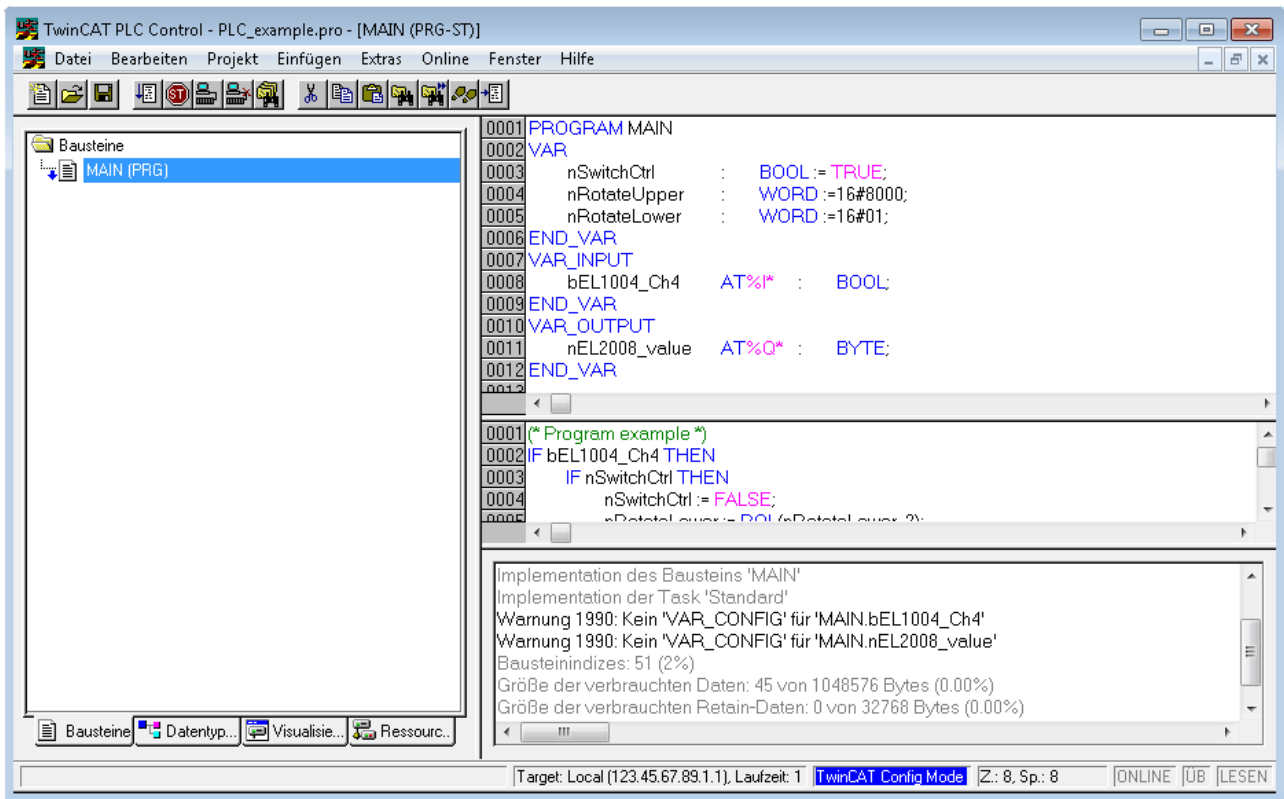 TwinCAT PLC Control - PLC_example.pro - [MAIN (PRG-ST)]
Datei Bearbeiten Projekt Einfügen Extras Online Fenster Hilfe
Bausteine
MAIN (PRG)
Bausteine Datentyp... Visualisie... Ressourc..
0001 PROGRAM MAIN
0002 VAR
0003 nSwitchCtrl : BOOL := TRUE;
0004 nRotateUpper : WORD :=16#8000;
0005 nRotateLower : WORD :=16#01;
0006 END_VAR
0007 VAR_INPUT
0008 bEL1004_Ch4 AT%I* : BOOL;
0009 END_VAR
0010 VAR_OUTPUT
0011 nEL2008_value AT%Q* : BYTE;
0012 END_VAR
0013
0001 (* Program example *)
0002 IF bEL1004_Ch4 THEN
0003 IF nSwitchCtrl THEN
0004 nSwitchCtrl := FALSE;
0005 nRotateLower := ROL(nRotateLower, 2);
Implementation des Bausteins 'MAIN'
Implementation der Task 'Standard'
Warnung 1990: Kein 'VAR_CONFIG' für 'MAIN.bEL1004_Ch4'
Warnung 1990: Kein 'VAR_CONFIG' für 'MAIN.nEL2008_value'
Bausteinindizes: 51 (2%)
Größe der verbrauchten Daten: 45 von 1048576 Bytes (0.00%)
Größe der verbrauchten Retain-Daten: 0 von 32768 Bytes (0.00%)
Target: Local (123.45.67.89.1.1), Laufzeit: 1 TwinCAT Config Mode Z.: 8, Sp.: 8 ONLINE ÜB LESEN